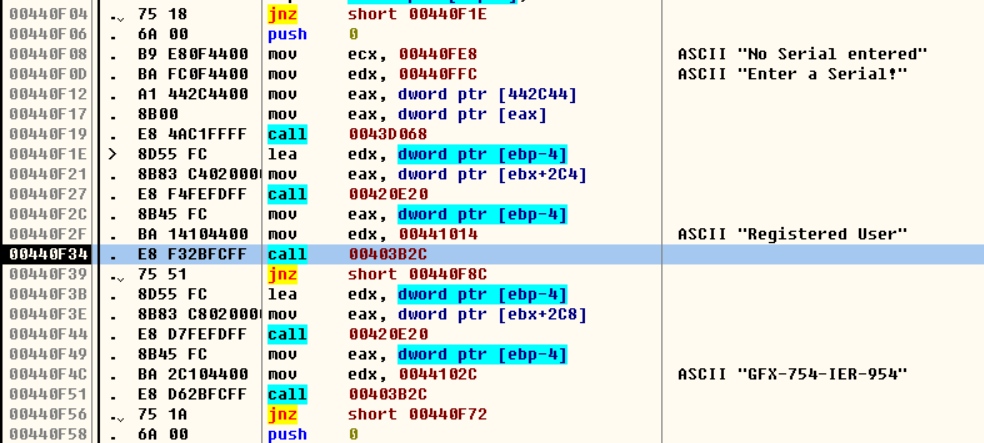 00440F04 . 75 18 jnz short 00440F1E
00440F06 . 6A 00 push 0
00440F08 . B9 E80F4400 mov ecx, 00440FE8 ASCII "No Serial entered"
00440F0D . BA FC0F4400 mov edx, 00440FFC ASCII "Enter a Serial!"
00440F12 . A1 442C4400 mov eax, dword ptr [442C44]
00440F17 . 8B00 mov eax, dword ptr [eax]
00440F19 . E8 4AC1FFFF call 0043D068
00440F1E > 8D55 FC lea edx, dword ptr [ebp-4]
00440F21 . 8B83 C4020000 mov eax, dword ptr [ebx+2C4]
00440F27 . E8 F4FEFDFF call 00420E20
00440F2C . 8B45 FC mov eax, dword ptr [ebp-4]
00440F2F . BA 14104400 mov edx, 00441014 ASCII "Registered User"
00440F34 . E8 F32BFCFF call 00403B2C
00440F39 . 75 51 jnz short 00440F8C
00440F3B . 8D55 FC lea edx, dword ptr [ebp-4]
00440F3E . 8B83 C8020000 mov eax, dword ptr [ebx+2C8]
00440F44 . E8 D7FEFDFF call 00420E20
00440F49 . 8B45 FC mov eax, dword ptr [ebp-4]
00440F4C . BA 2C104400 mov edx, 0044102C ASCII "GFX-754-IER-954"
00440F51 . E8 D62BFCFF call 00403B2C
00440F56 . 75 1A jnz short 00440F72
00440F58 . 6A 00 push 0